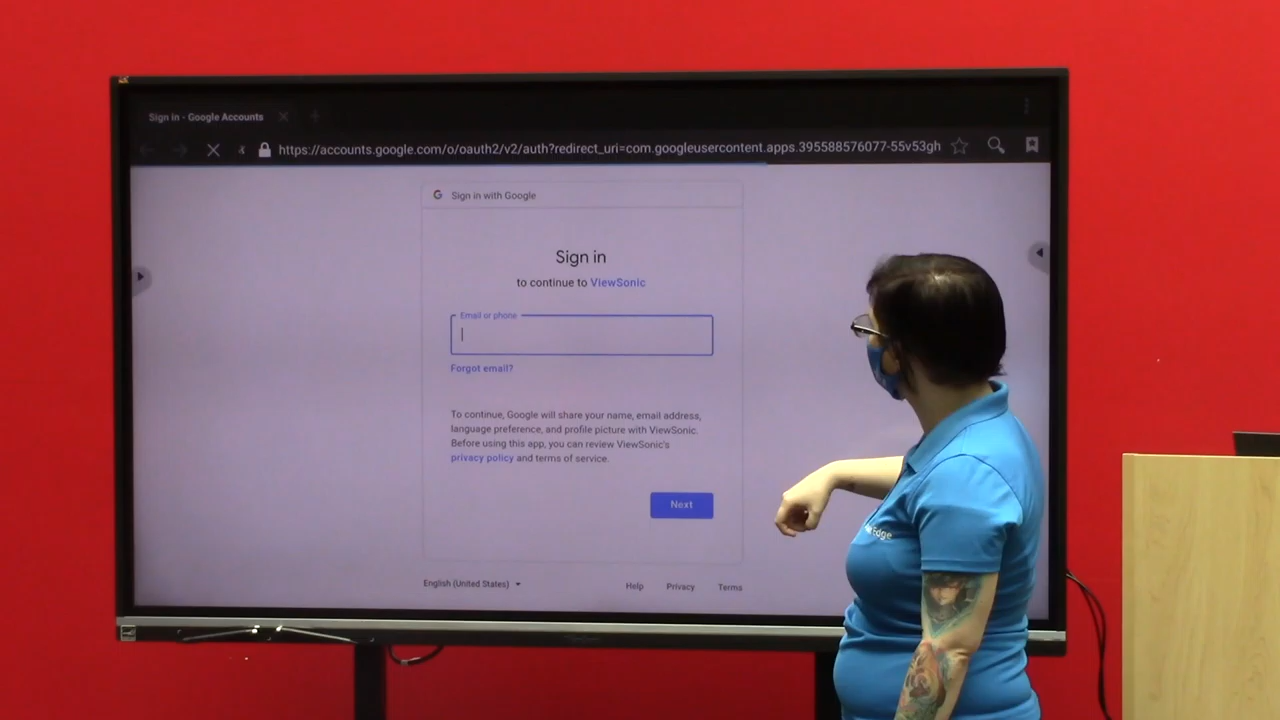 Sign in - Google Accounts
https://accounts.google.com/o/oauth2/v2/auth?redirect_uri=com.googleusercontent.apps.395588576077-55v53gh
Sign in with Google
Sign in
to continue to ViewSonic
Email or phone
Forgot email?
To continue, Google will share your name, email address,
language preference, and profile picture with ViewSonic.
Before using this app, you can review ViewSonic's
privacy policy and terms of service.
Next
English (United States)
Help Privacy Terms
Edge